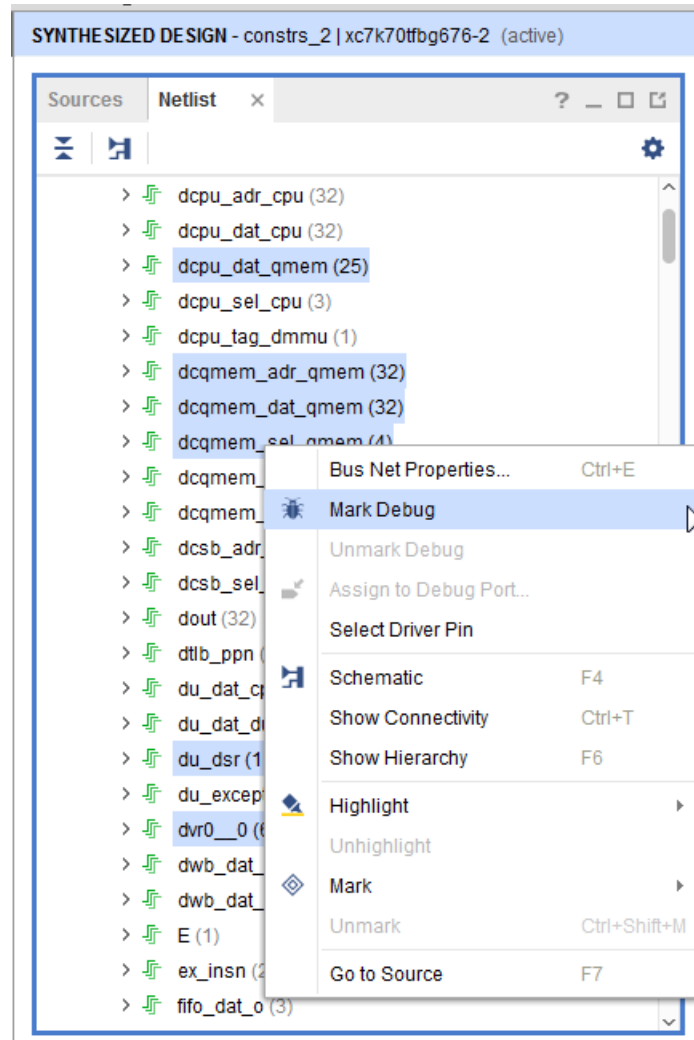 SYNTHESIZED DESIGN - constrs_2 | xc7k70tfbg676-2 (active)
Sources Netlist × ?
dcpu_adr_cpu (32)
dcpu_dat_cpu (32)
dcpu_dat_qmem (25)
dcpu_sel_cpu (3)
dcpu_tag_dmmu (1)
dcqmem_adr_qmem (32)
dcqmem_dat_qmem (32)
dcqmem_sel_qmem (4)
dcqmem_
dcqmem_
dcsb_adr_
dcsb_sel_
dout (32)
dtlb_ppn (
du_dat_cp
du_dat_du
du_dsr (1
du_except
dvr0__0 (6
dwb_dat_
dwb_dat_
E (1)
ex_insn (2
fifo_dat_o (3)
Bus Net Properties... Ctrl+E
Mark Debug
Unmark Debug
Assign to Debug Port...
Select Driver Pin
Schematic F4
Show Connectivity Ctrl+T
Show Hierarchy F6
Highlight
Unhighlight
Mark
Unmark Ctrl+Shift+M
Go to Source F7